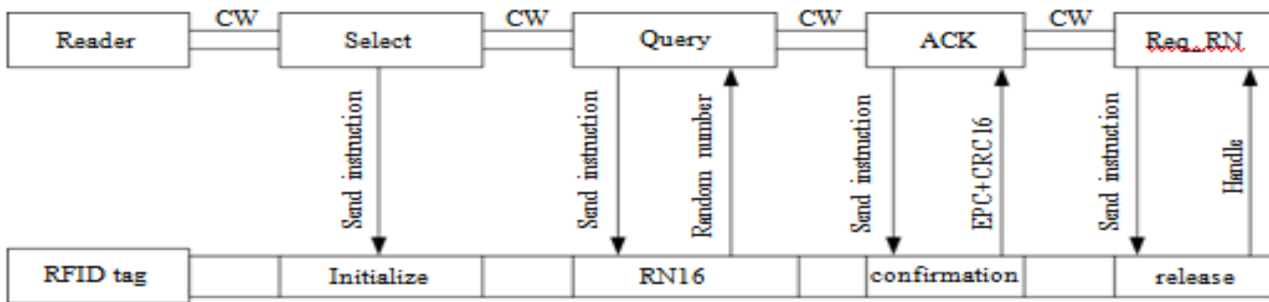 CW
CW
CW
CW
Reader
Select
Query
ACK
Req_RN
Send instruction
Send instruction
Random number
Send instruction
EPC+CRC16
Send instruction
Handle
RFID tag
Initialize
RN16
confirmation
release